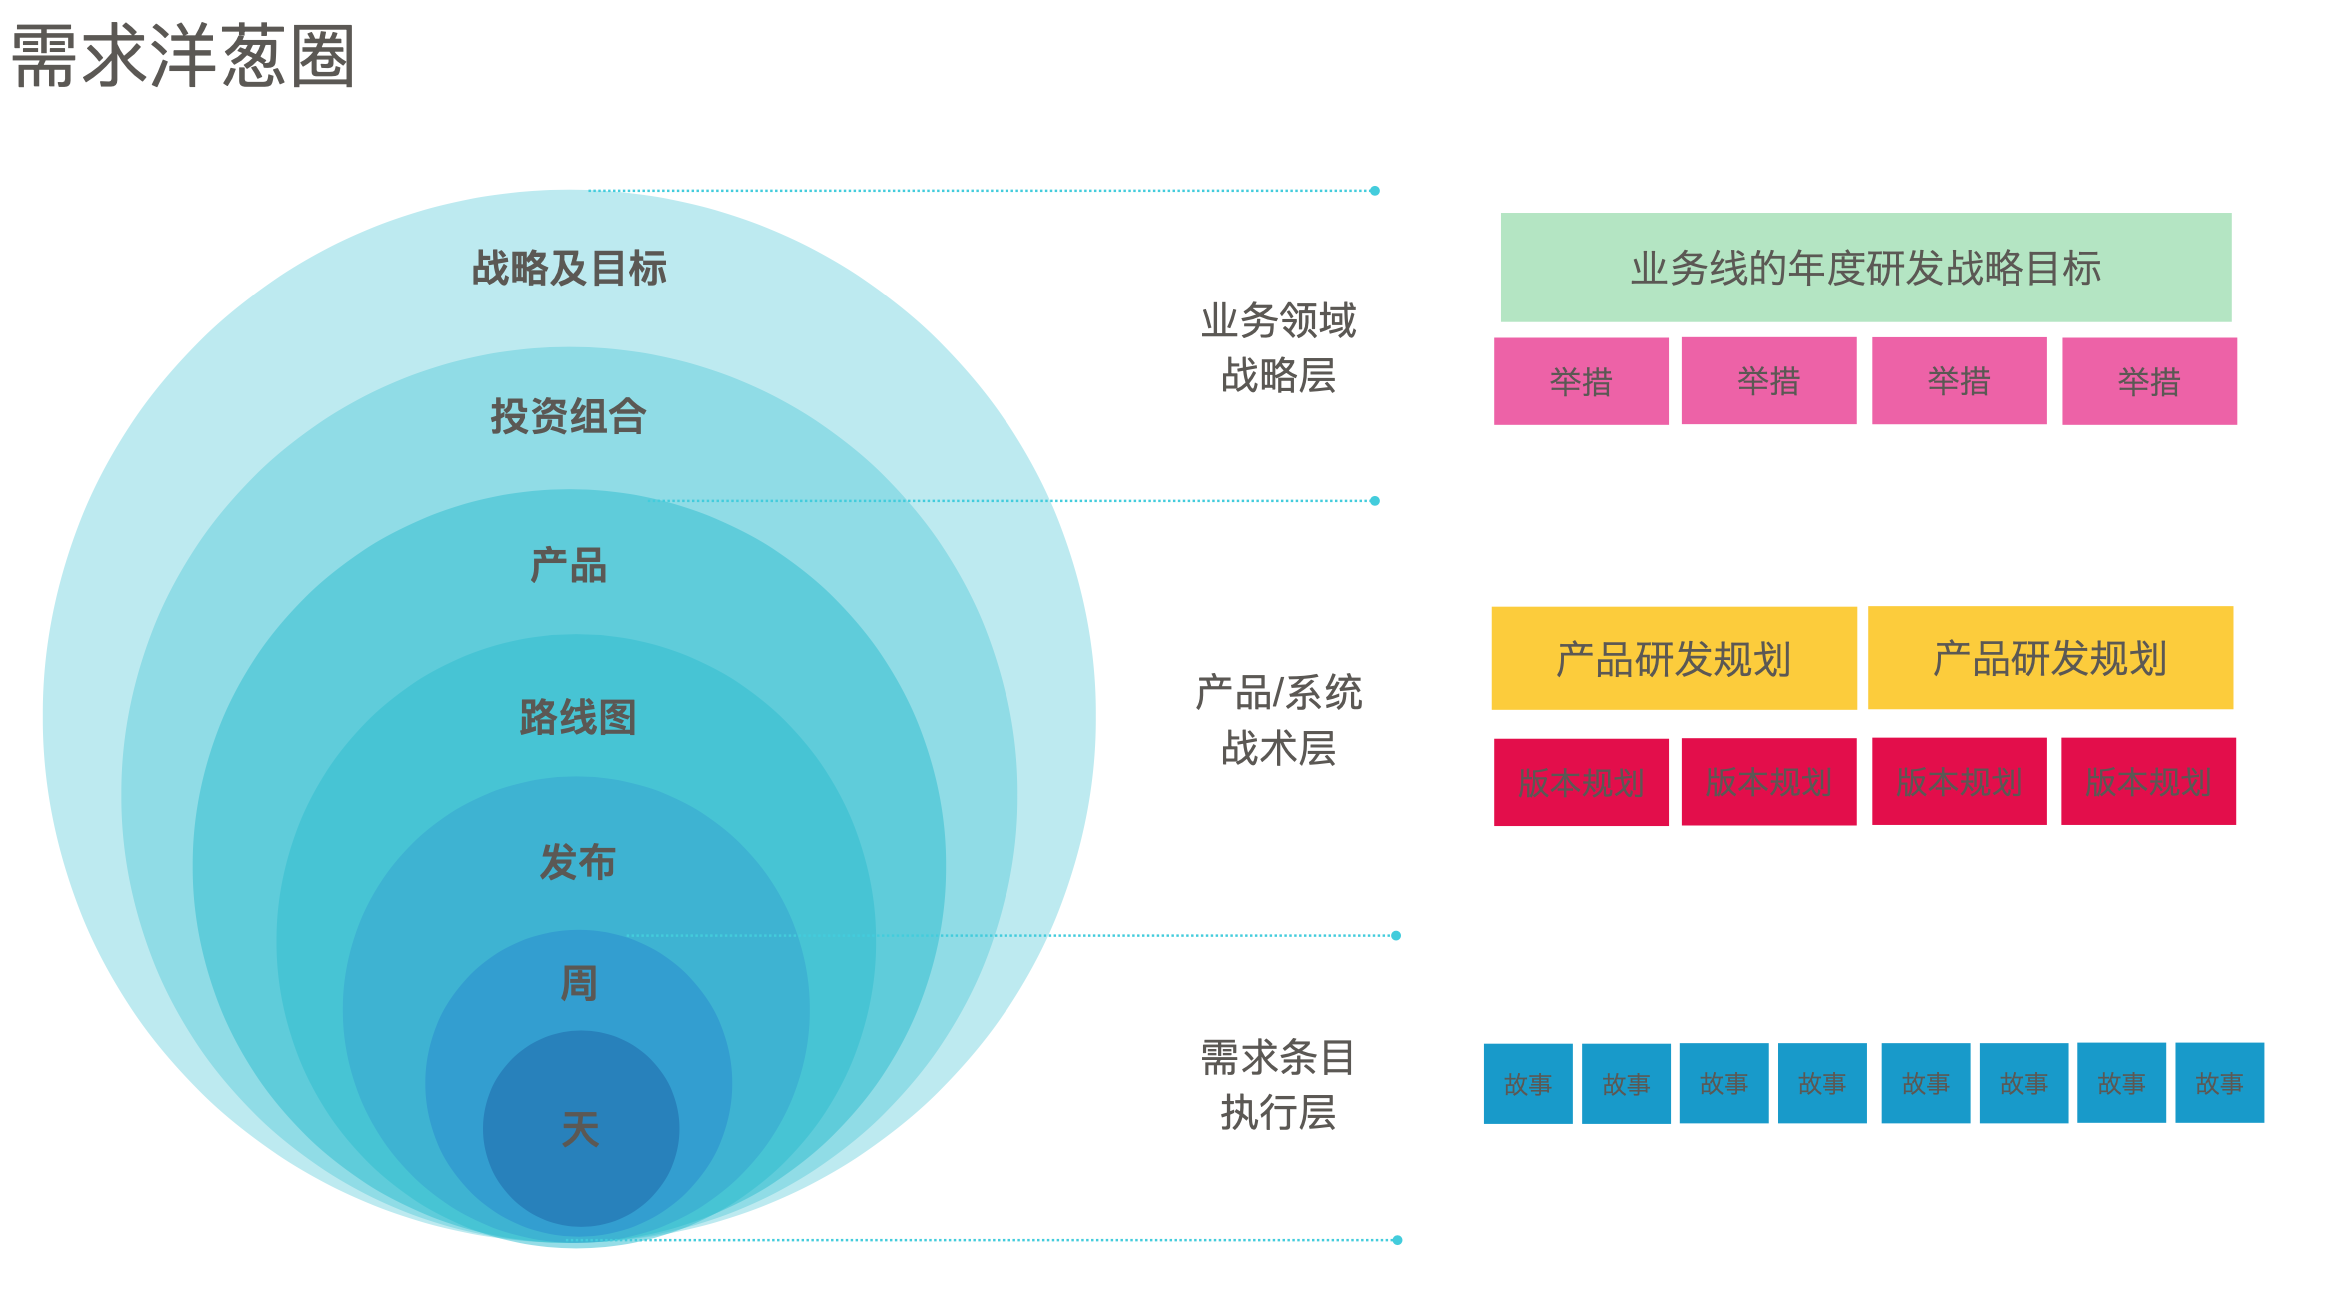 需求洋葱圈
战略及目标
投资组合
产品
路线图
发布
周
天
业务领域
战略层
产品/系统
战术层
需求条目
执行层
业务线的年度研发战略目标
举措
举措
举措
举措
产品研发规划
产品研发规划
版本规划
版本规划
版本规划
版本规划
故事
故事
故事
故事
故事
故事
故事
故事